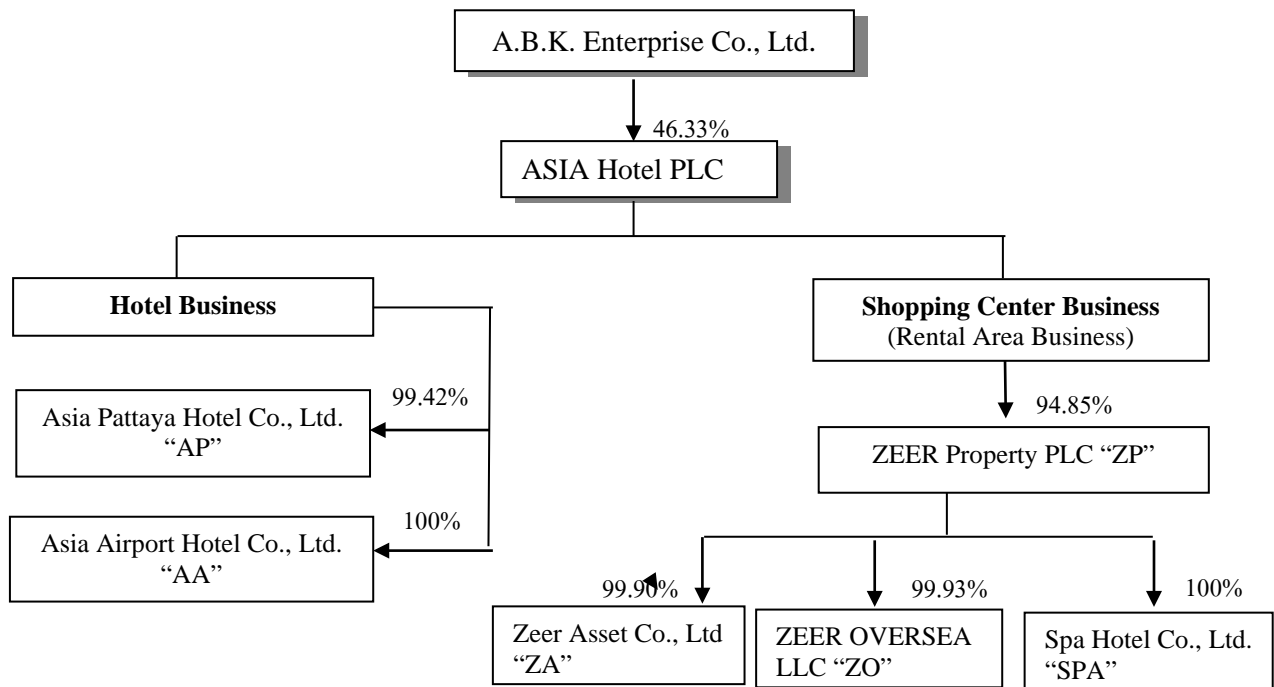 A.B.K. Enterprise Co., Ltd.
46.33%
ASIA Hotel PLC
Hotel Business
Shopping Center Business
(Rental Area Business)
99.42%
94.85%
Asia Pattaya Hotel Co., Ltd.
“AP”
ZEER Property PLC “ZP”
100%
Asia Airport Hotel Co., Ltd.
“AA”
99.90%
99.93%
100%
Zeer Asset Co., Ltd
“ZA”
ZEER OVERSEA
LLC “ZO”
Spa Hotel Co., Ltd.
“SPA”